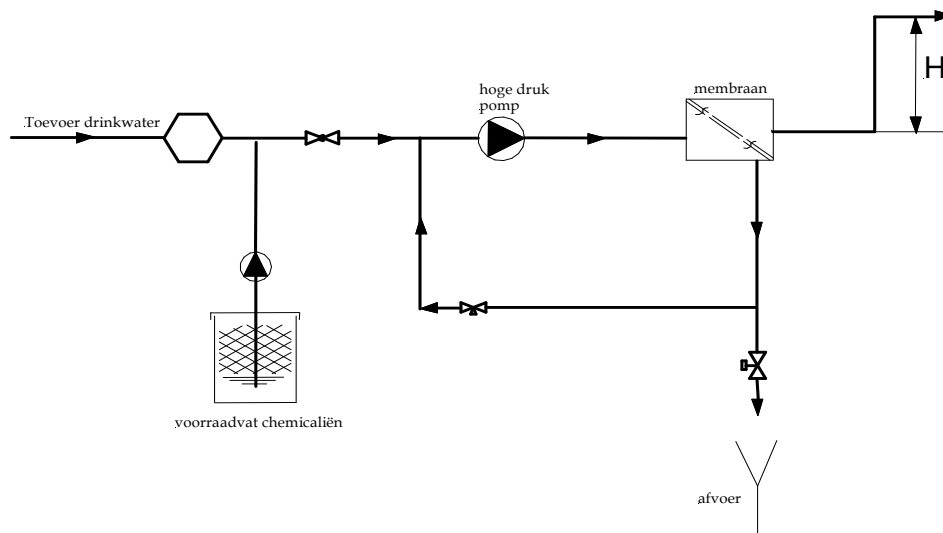 H
hoge druk
pomp
membraan
Toevoer drinkwater
voorraadvat chemicaliën
afvoer